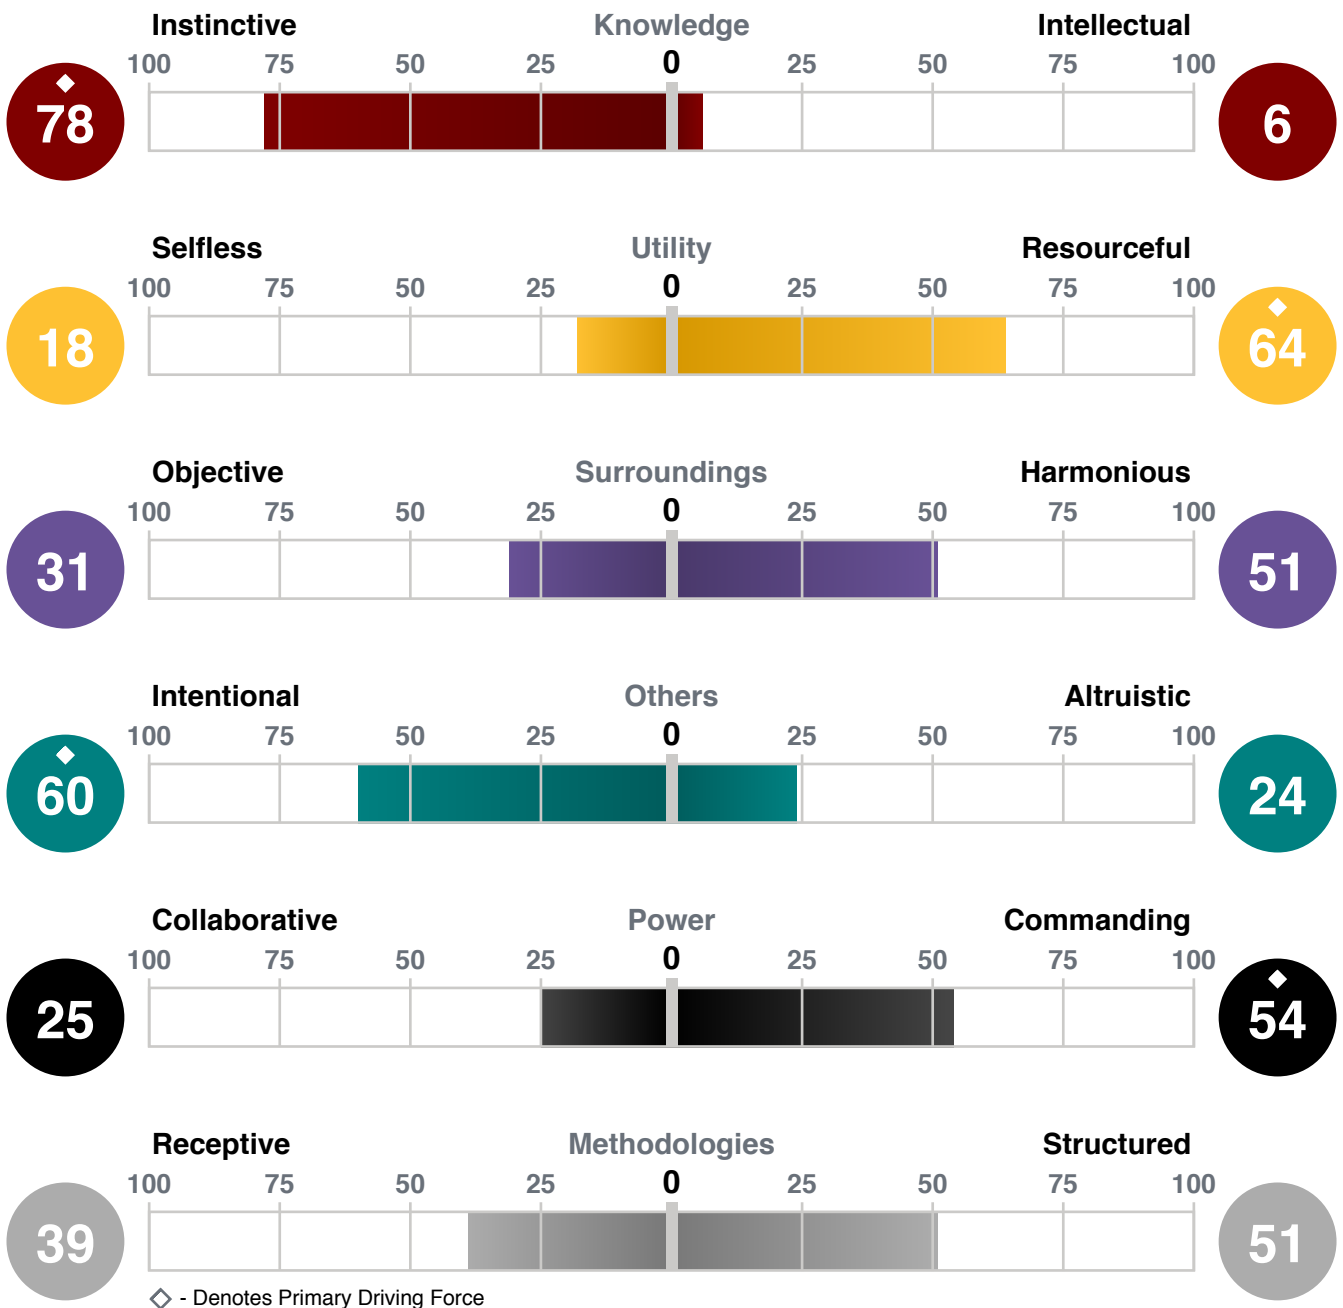 Instinctive Knowledge Intellectual
100 75 50 25 0 25 50 75 100
78 6
Selfless Utility Resourceful
100 75 50 25 0 25 50 75 100
18 64
Objective Surroundings Harmonious
100 75 50 25 0 25 50 75 100
31 51
Intentional Others Altruistic
100 75 50 25 0 25 50 75 100
60 24
Collaborative Power Commanding
100 75 50 25 0 25 50 75 100
25 54
Receptive Methodologies Structured
100 75 50 25 0 25 50 75 100
39 51
- Denotes Primary Driving Force